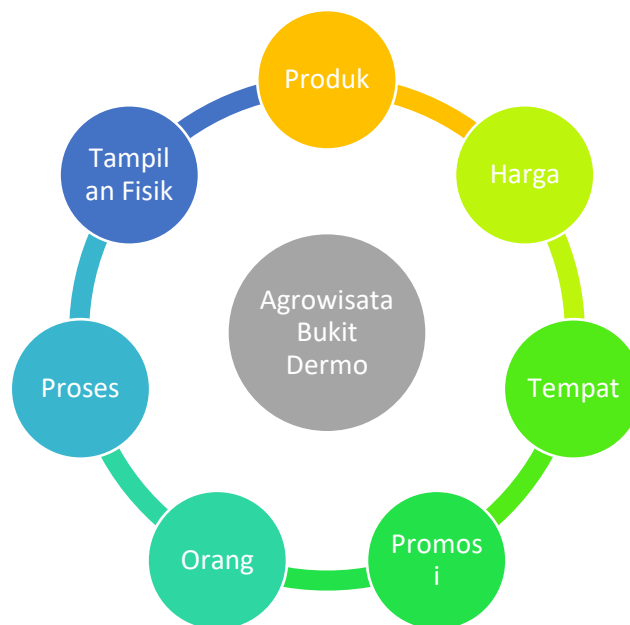 Produk
Harga
Tempat
Promos
i
Orang
Proses
Tampil
an Fisik
Agrowisata
Bukit
Dermo